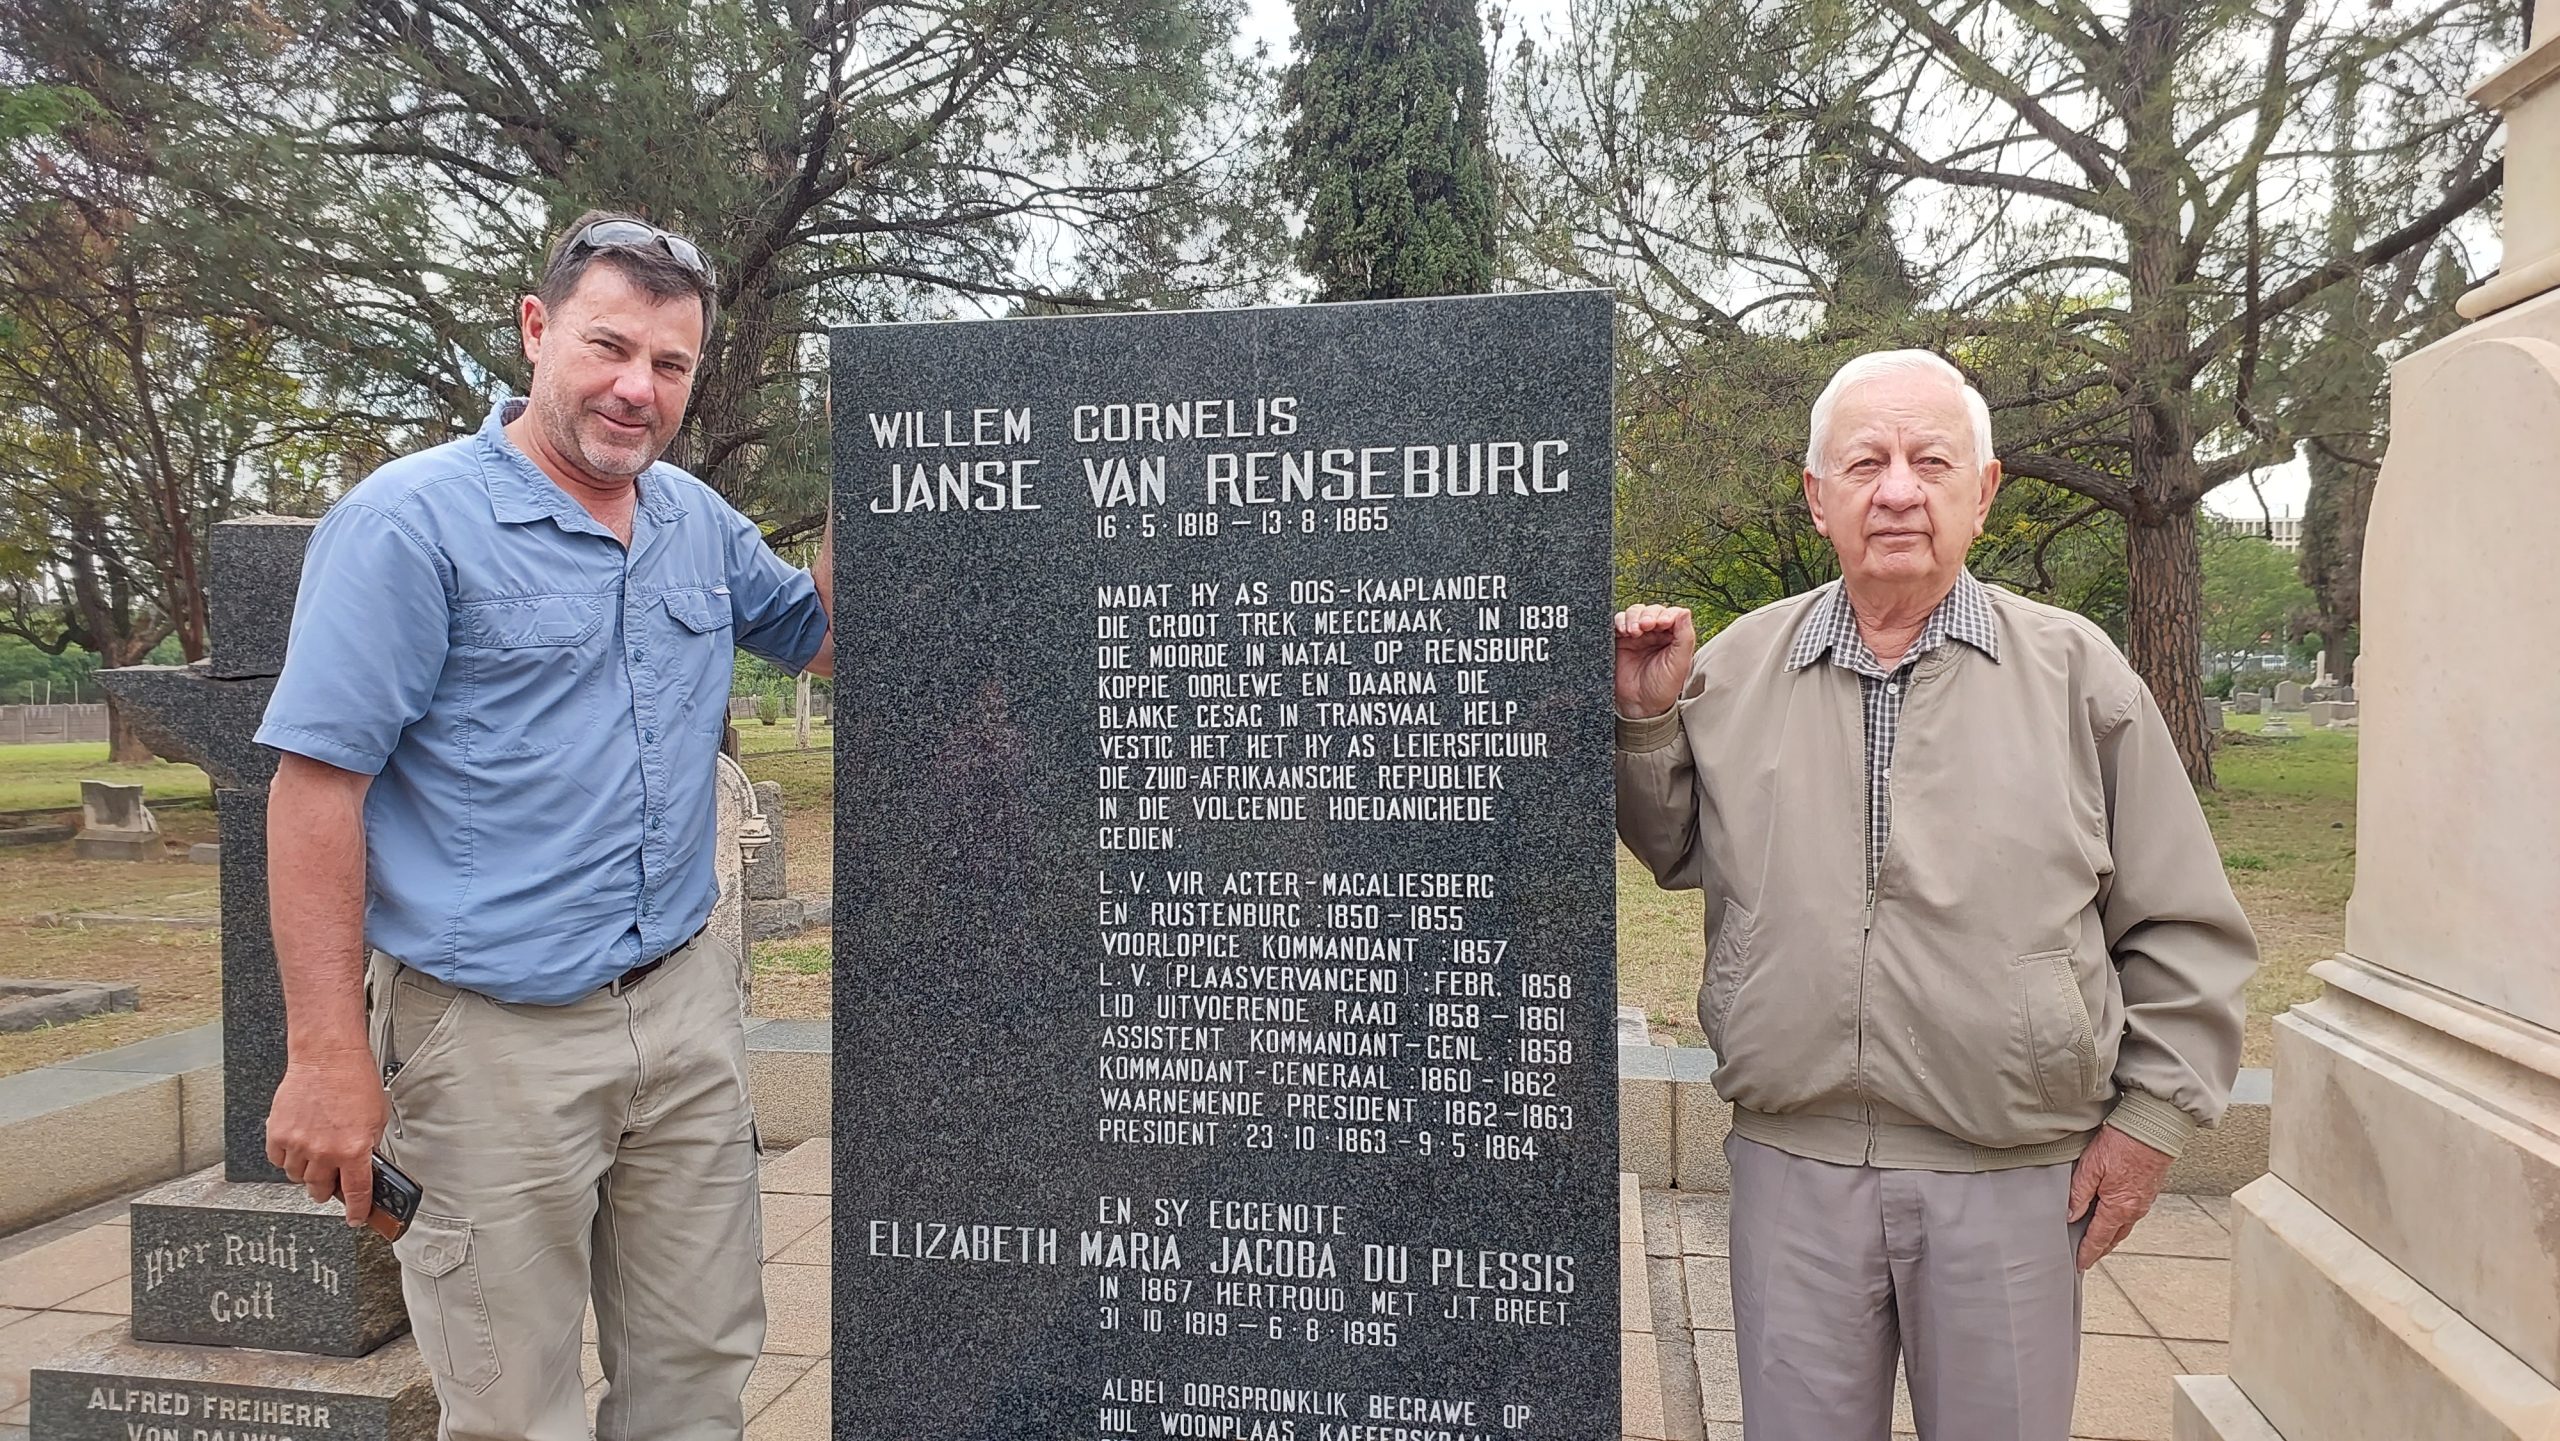 WILLEM CORNELIS
JANSE VAN RENSEBURG
16·5·1818 – 13·8·1865
NADAT HY AS OOS-KAAPLANDER
DIE GROOT TREK MEEGEMAAK, IN 1838
DIE MOORDE IN NATAL OP RENSBURG
KOPPIE OORLEWE EN DAARNA DIE
BLANKE GESAG IN TRANSVAAL HELP
VESTIG HET HET HY AS LEIERSFIGUUR
DIE ZUID-AFRIKAANSCHE REPUBLIEK
IN DIE VOLGENDE HOEDANIGHEDE
GEDIEN:
L.V. VIR AGTER-MAGALIESBERG
EN RUSTENBURG :1850-1855
VOORLOPIGE KOMMANDANT :1857
L.V. (PLAASVERVANGEND) :FEBR. 1858
LID UITVOERENDE RAAD :1858-1861
ASSISTENT KOMMANDANT-GENL. :1858
KOMMANDANT-GENERAAL :1860-1862
WAARNEMENDE PRESIDENT :1862-1863
PRESIDENT :23·10·1863-9·5·1864
EN SY EGGENOTE
ELIZABETH MARIA JACOBA DU PLESSIS
IN 1867 HERTROUD MET J.T. BREET.
31·10·1819 – 6·8·1895
ALBEI OORSPRONKLIK BEGRAWE OP
HUL WOONPLAAS KAFFERSKRAAL
Hier Ruht in
Gott
ALFRED FREIHERR
VON DALWIG